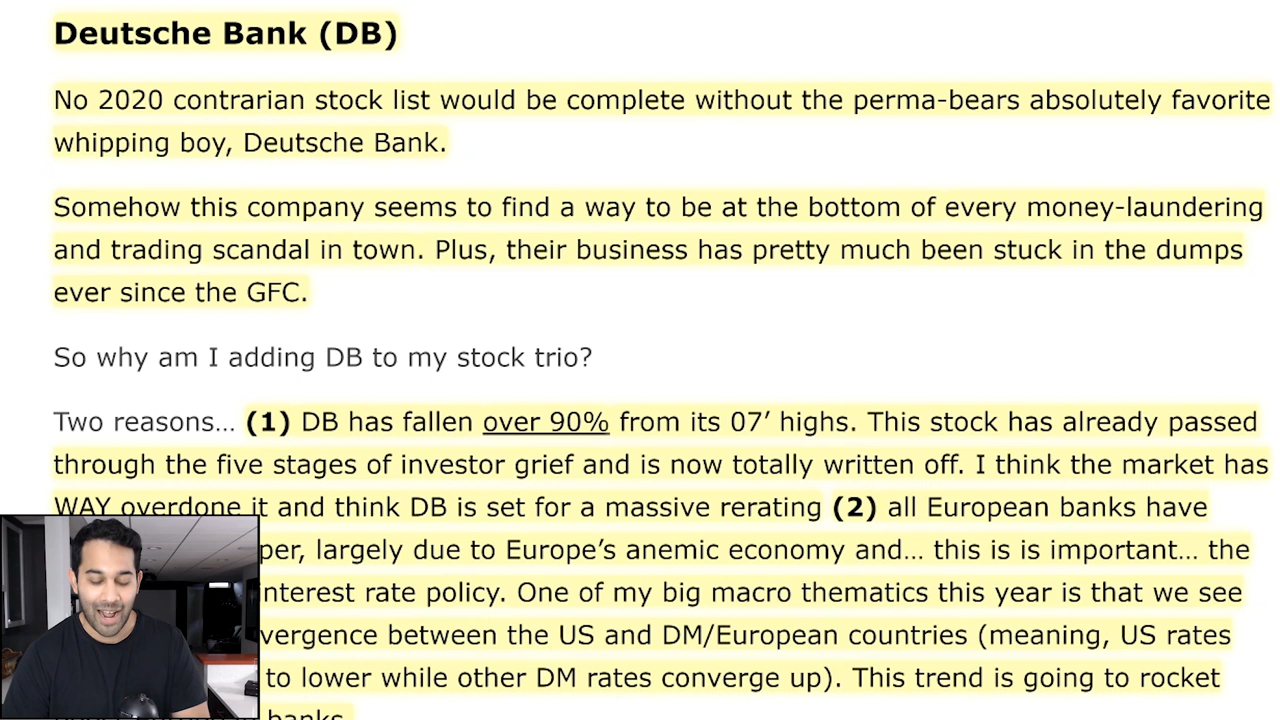 Deutsche Bank (DB)
No 2020 contrarian stock list would be complete without the perma-bears absolutely favorite
whipping boy, Deutsche Bank.
Somehow this company seems to find a way to be at the bottom of every money-laundering
and trading scandal in town. Plus, their business has pretty much been stuck in the dumps
ever since the GFC.
So why am I adding DB to my stock trio?
Two reasons… (1) DB has fallen over 90% from its 07’ highs. This stock has already passed
through the five stages of investor grief and is now totally written off. I think the market has
WAY overdone it and think DB is set for a massive rerating (2) all European banks have
per, largely due to Europe’s anemic economy and… this is is important… the
nterest rate policy. One of my big macro thematics this year is that we see
vergence between the US and DM/European countries (meaning, US rates
to lower while other DM rates converge up). This trend is going to rocket
banks.